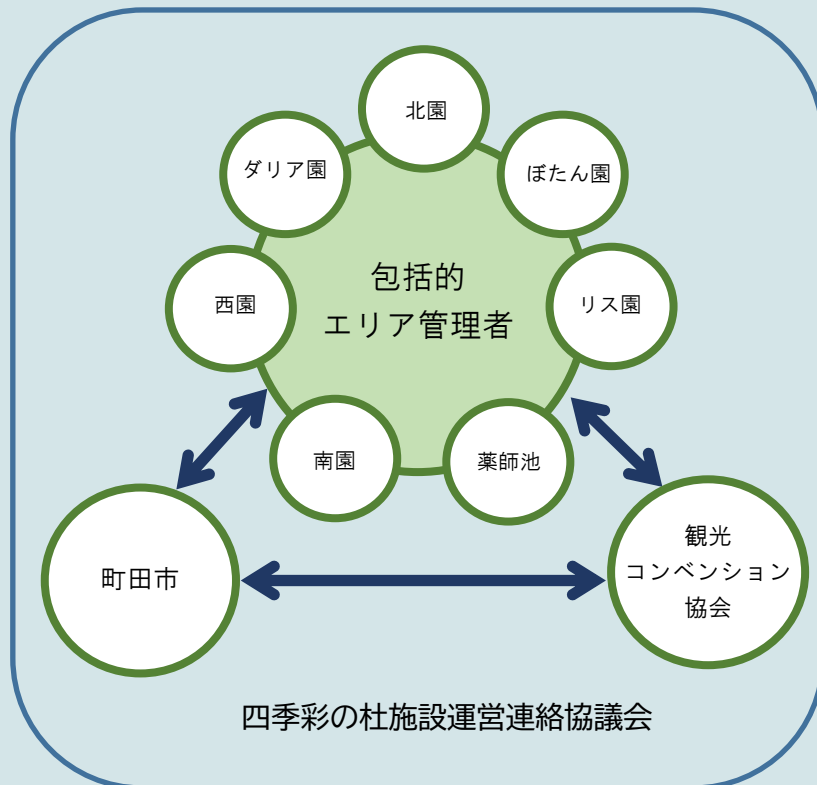 北園
ダリア園
ぼたん園
包括的
エリア管理者
西園
リス園
南園
薬師池
町田市
観光
コンベンション
協会
四季彩の杜施設運営連絡協議会